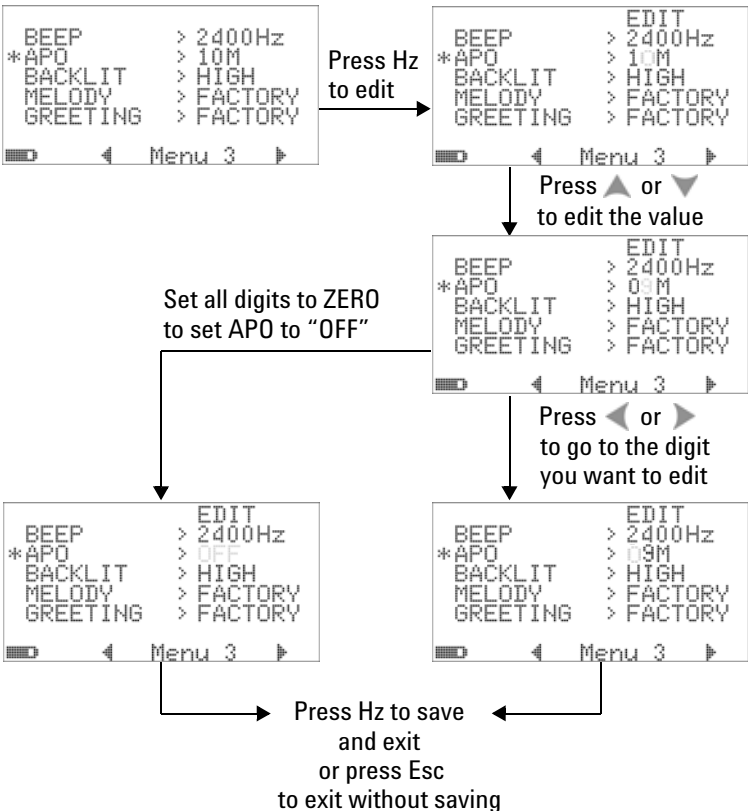 BEEP > 2400Hz
*APO > 10M
BACKLIT > HIGH
MELODY > FACTORY
GREETING > FACTORY
Menu 3
Press Hz
to edit
EDIT
BEEP > 2400Hz
*APO > 10M
BACKLIT > HIGH
MELODY > FACTORY
GREETING > FACTORY
Menu 3
Press or
to edit the value
EDIT
BEEP > 2400Hz
*APO > 09M
BACKLIT > HIGH
MELODY > FACTORY
GREETING > FACTORY
Menu 3
Set all digits to ZERO
to set APO to “OFF”
Press or
to go to the digit
you want to edit
EDIT
BEEP > 2400Hz
*APO > OFF
BACKLIT > HIGH
MELODY > FACTORY
GREETING > FACTORY
Menu 3
EDIT
BEEP > 2400Hz
*APO > 09M
BACKLIT > HIGH
MELODY > FACTORY
GREETING > FACTORY
Menu 3
Press Hz to save
and exit
or press Esc
to exit without saving